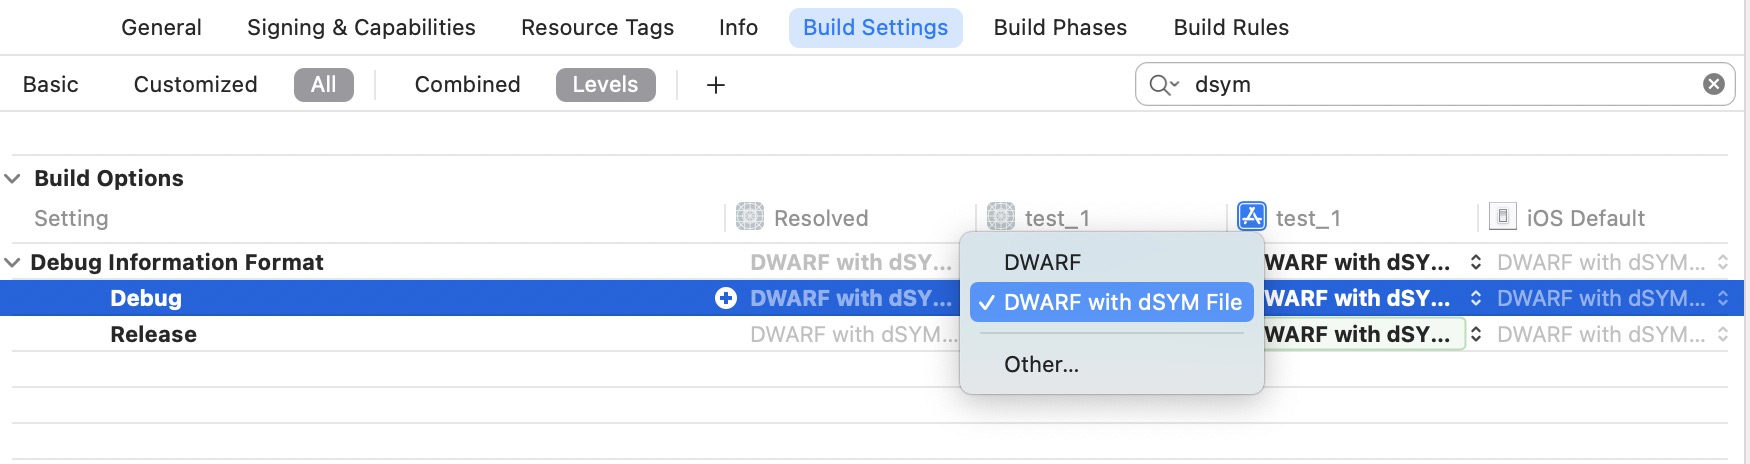 General Signing & Capabilities Resource Tags Info Build Settings Build Phases Build Rules
Basic Customized All Combined Levels + dsym
Build Options
Setting Resolved test_1 test_1 iOS Default
Debug Information Format DWARF with dSY... DWARF WARF with dSY... DWARF with dSYM...
Debug DWARF with dSY... DWARF with dSYM File WARF with dSY... DWARF with dSYM...
Release DWARF with dSYM... WARF with dSY... DWARF with dSYM...
Other...